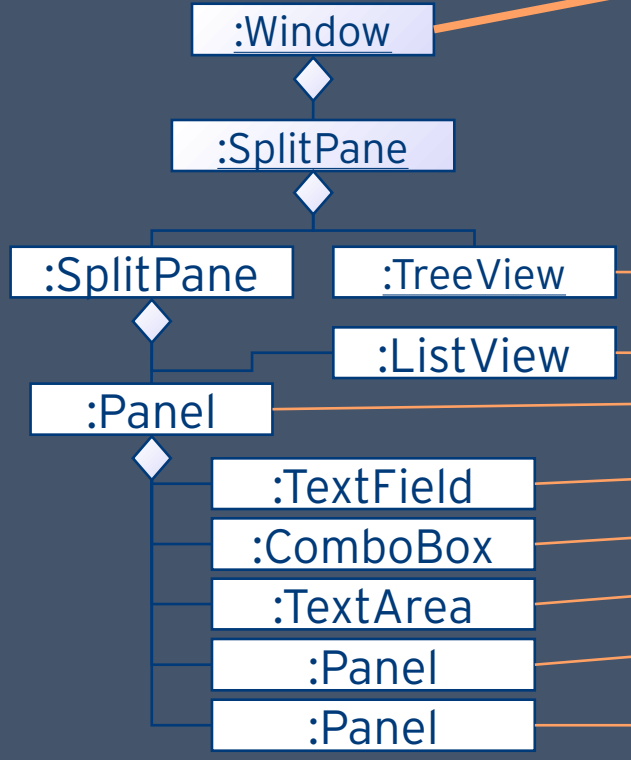 :Window
:SplitPane
:SplitPane
:TreeView
:ListView
:Panel
:TextField
:ComboBox
:TextArea
:Panel
:Panel